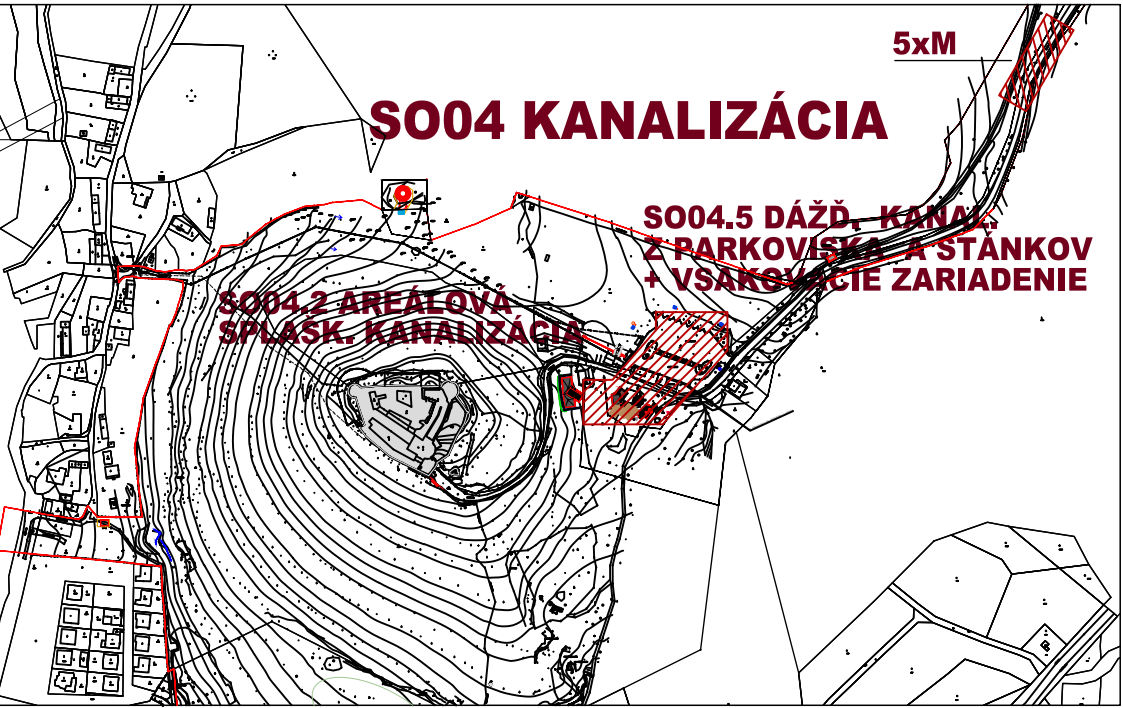 5xM
SO04 KANALIZÁCIA
SO04.5 DÁŽĎ. KANAL.
Z PARKOVISKA A STÁNKOV
+ VSAKOVACIE ZARIADENIE
SO04.2 AREÁLOVÁ
SPLAŠK. KANALIZÁCIA